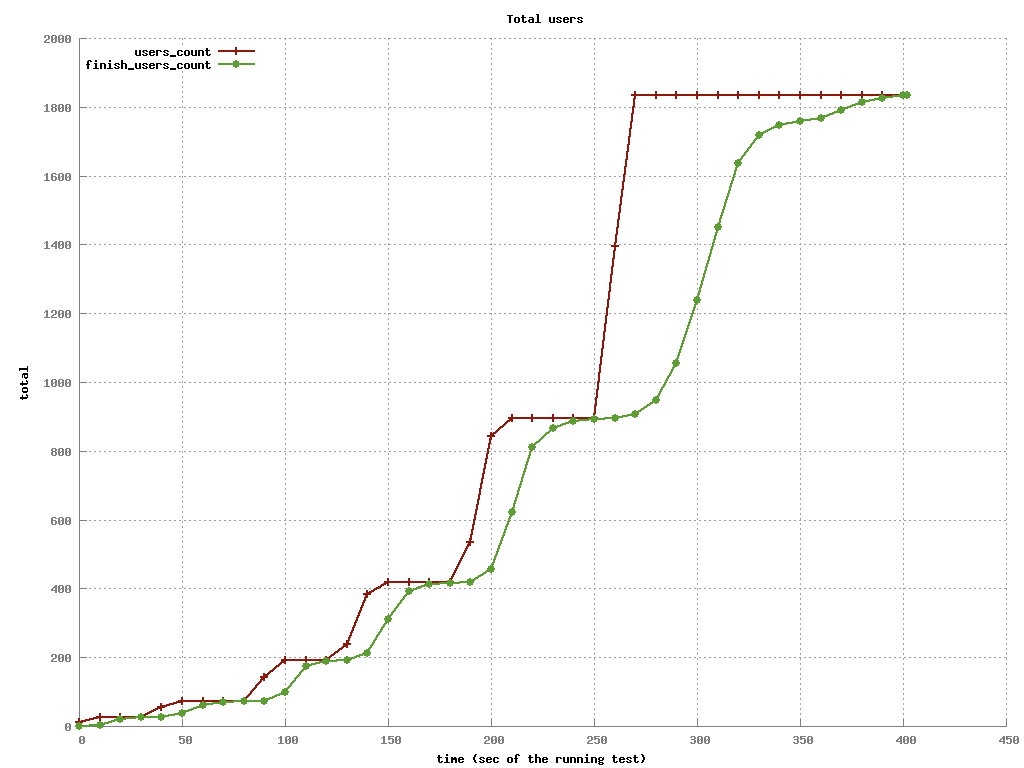 Total users
users_count
finish_users_count
2000
1800
1600
1400
1200
1000
800
600
400
200
0
total
0 50 100 150 200 250 300 350 400 450
time (sec of the running test)